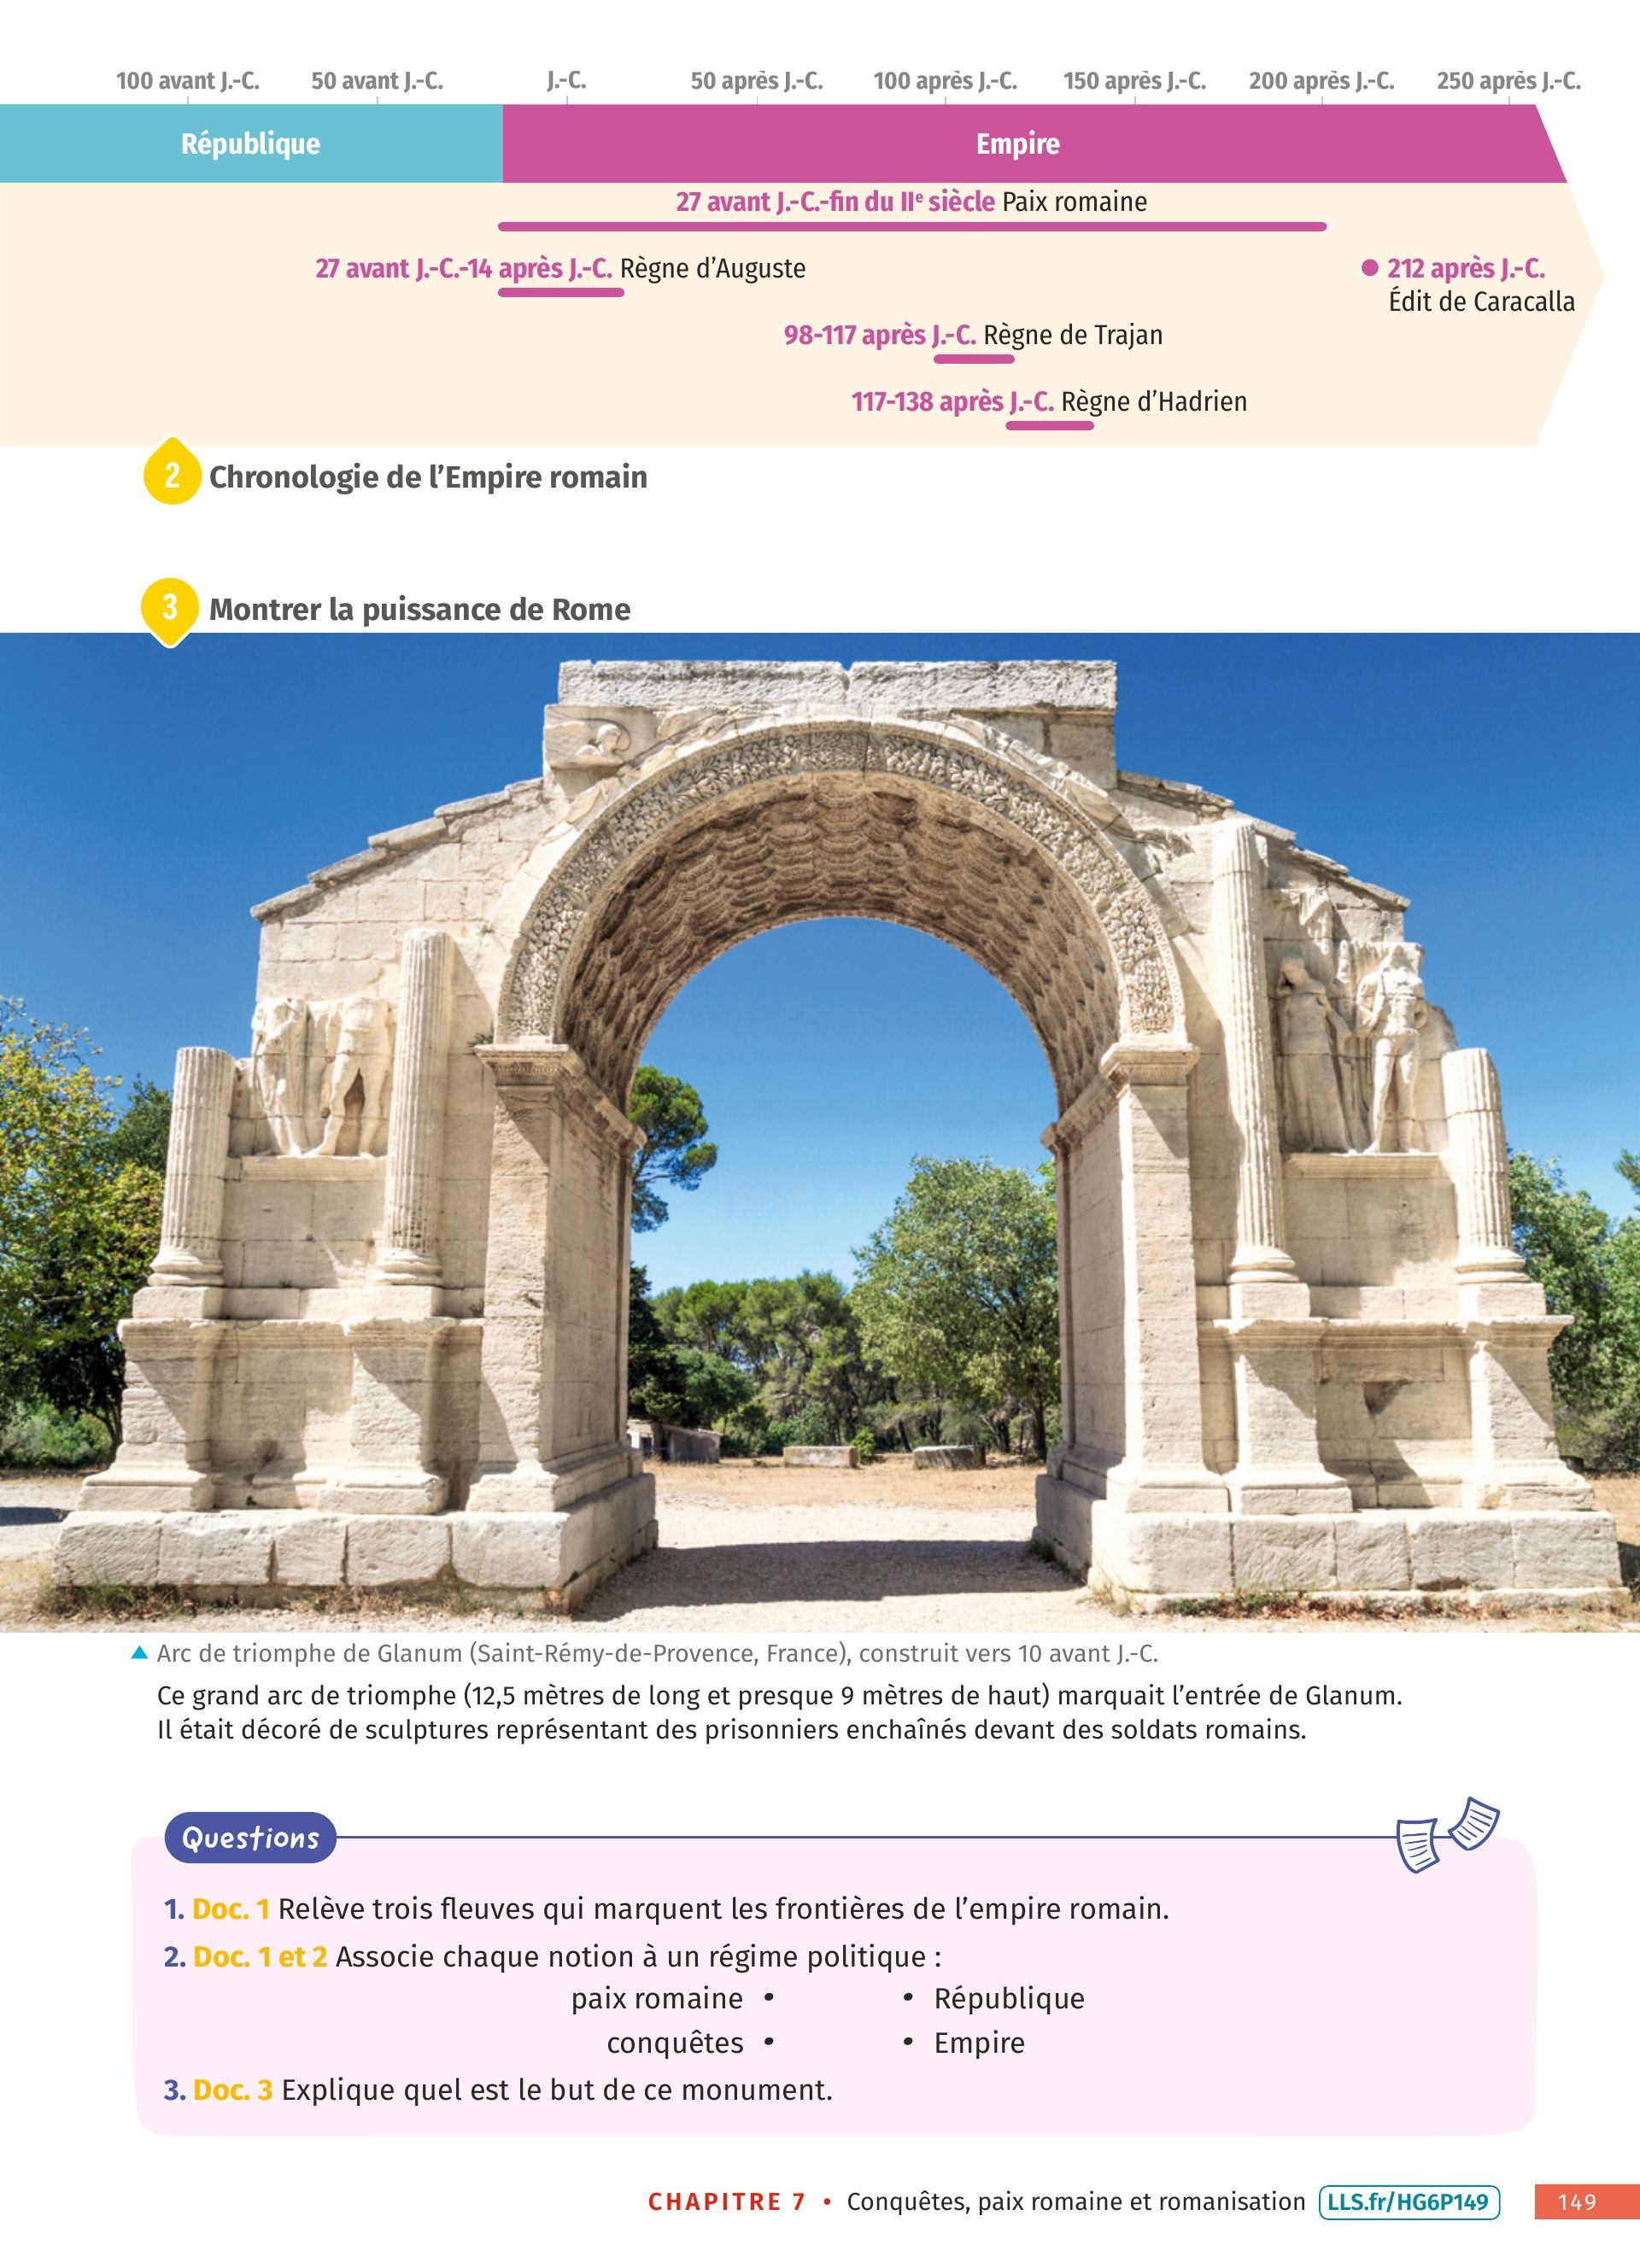 100 avant J.-C. 50 avant J.-C. J.-C. 50 après J.-C. 100 après J.-C. 150 après J.-C. 200 après J.-C. 250 après J.-C.
République Empire
27 avant J.-C.-fin du IIe siècle Paix romaine
27 avant J.-C.-14 après J.-C. Règne d'Auguste
212 après J.-C.
Édit de Caracalla
98-117 après J.-C. Règne de Trajan
117-138 après J.-C. Règne d'Hadrien
2 Chronologie de l'Empire romain
3 Montrer la puissance de Rome
Arc de triomphe de Glanum (Saint-Rémy-de-Provence, France), construit vers 10 avant J.-C.
Ce grand arc de triomphe (12,5 mètres de long et presque 9 mètres de haut) marquait l'entrée de Glanum.
Il était décoré de sculptures représentant des prisonniers enchaînés devant des soldats romains.
Questions
1. Doc. 1 Relève trois fleuves qui marquent les frontières de l'empire romain.
2. Doc. 1 et 2 Associe chaque notion à un régime politique :
paix romaine • • République
conquêtes • • Empire
3. Doc. 3 Explique quel est le but de ce monument.
CHAPITRE 7 • Conquêtes, paix romaine et romanisation LLS.fr/HG6P149 149